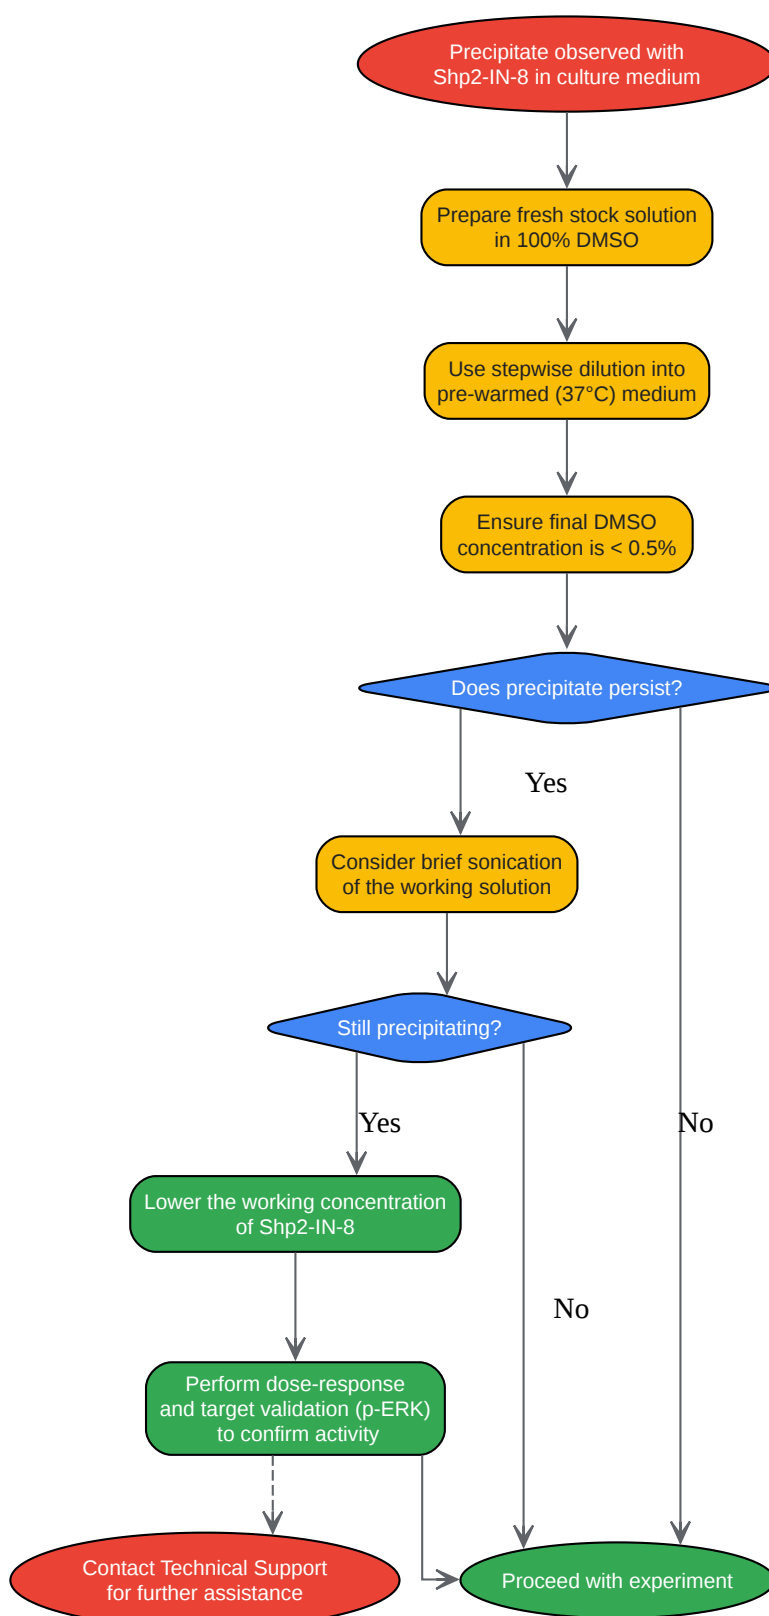 Precipitate observed with
Shp2-IN-8 in culture medium
Prepare fresh stock solution
in 100% DMSO
Use stepwise dilution into
pre-warmed (37°C) medium
Ensure final DMSO
concentration is < 0.5%
Does precipitate persist?
Yes
Consider brief sonication
of the working solution
Still precipitating?
Yes
No
Lower the working concentration
of Shp2-IN-8
No
Perform dose-response
and target validation (p-ERK)
to confirm activity
Contact Technical Support
for further assistance
Proceed with experiment